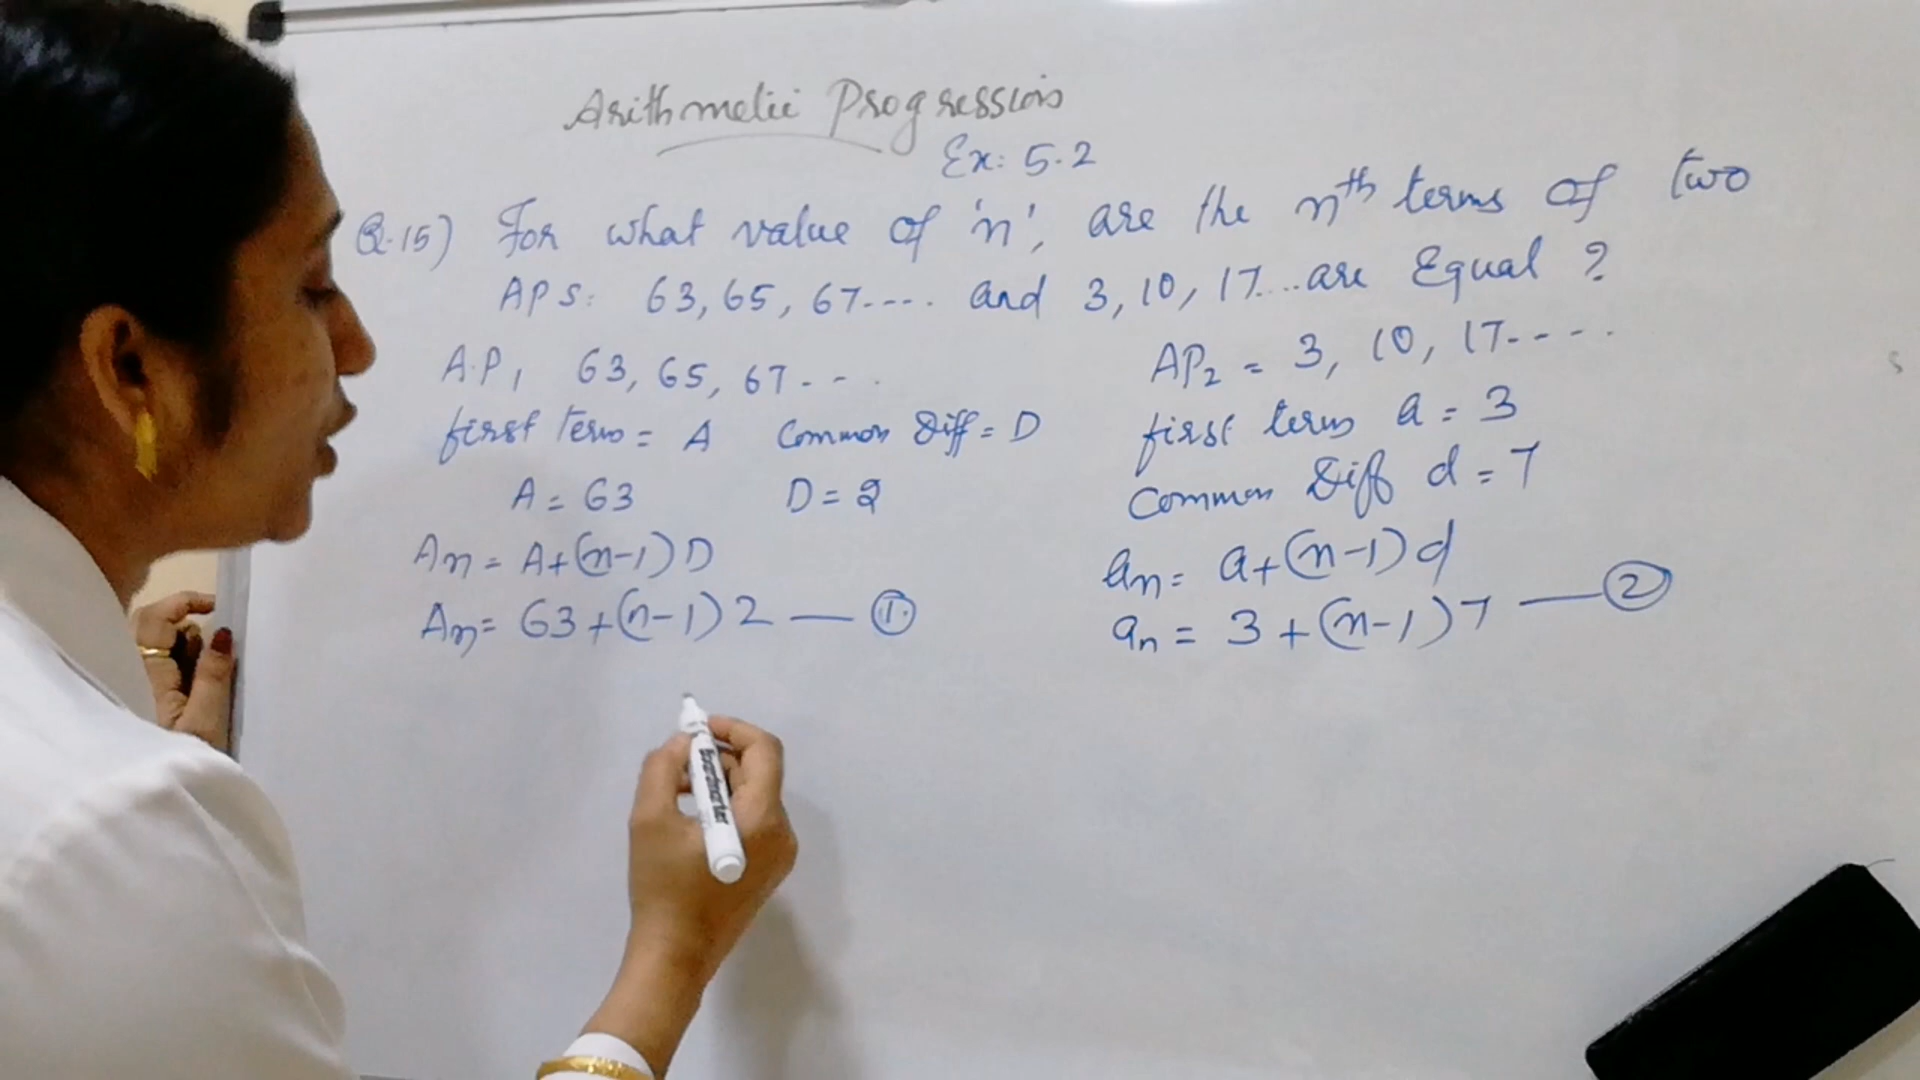 Arithmetic Progression
Ex: 5.2
Q.15) For what value of 'n', are the nth terms of two
APS: 63, 65, 67---. and 3, 10, 17...are Equal ?
A.P1 63, 65, 67- - .
first term = A Common Diff = D
A = 63 D = 2
An = A+(n-1) D
An = 63+(n-1) 2 — ①
AP2 = 3, 10, 17- - - - .
first term a = 3
Common Diff d = 7
an = a+(n-1) d
an = 3 +(n-1) 7 — ②
Boardmarker